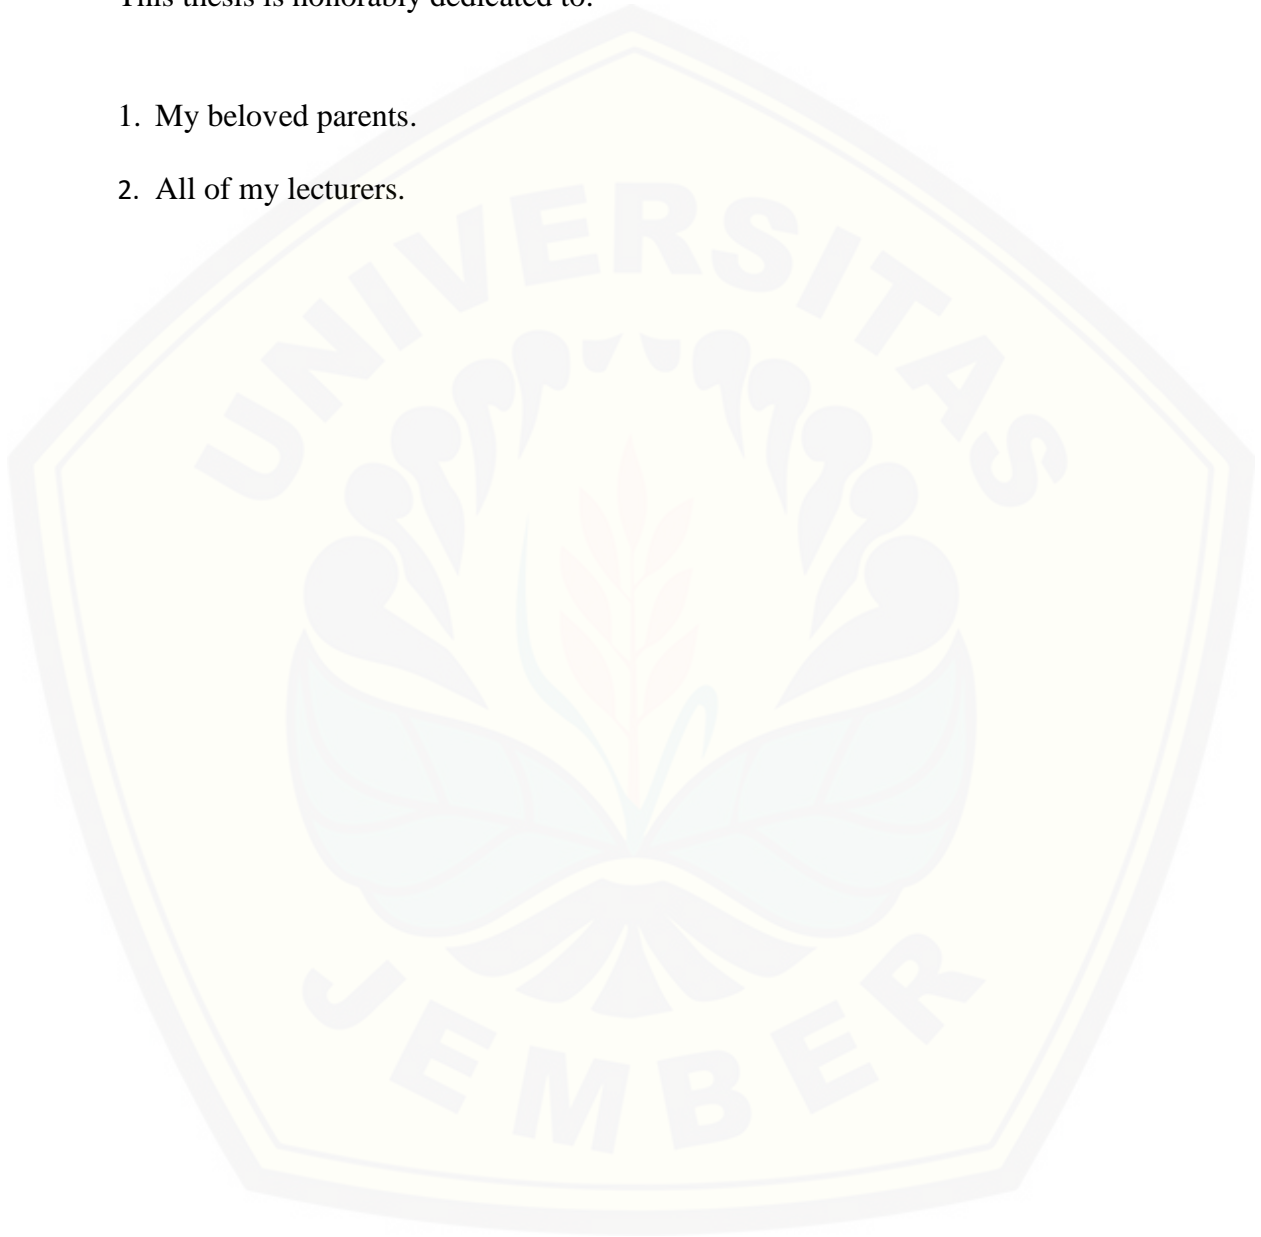 This thesis is honorably dedicated to:
1. My beloved parents.
2. All of my lecturers.
UNIVERSITAS
JEMBER